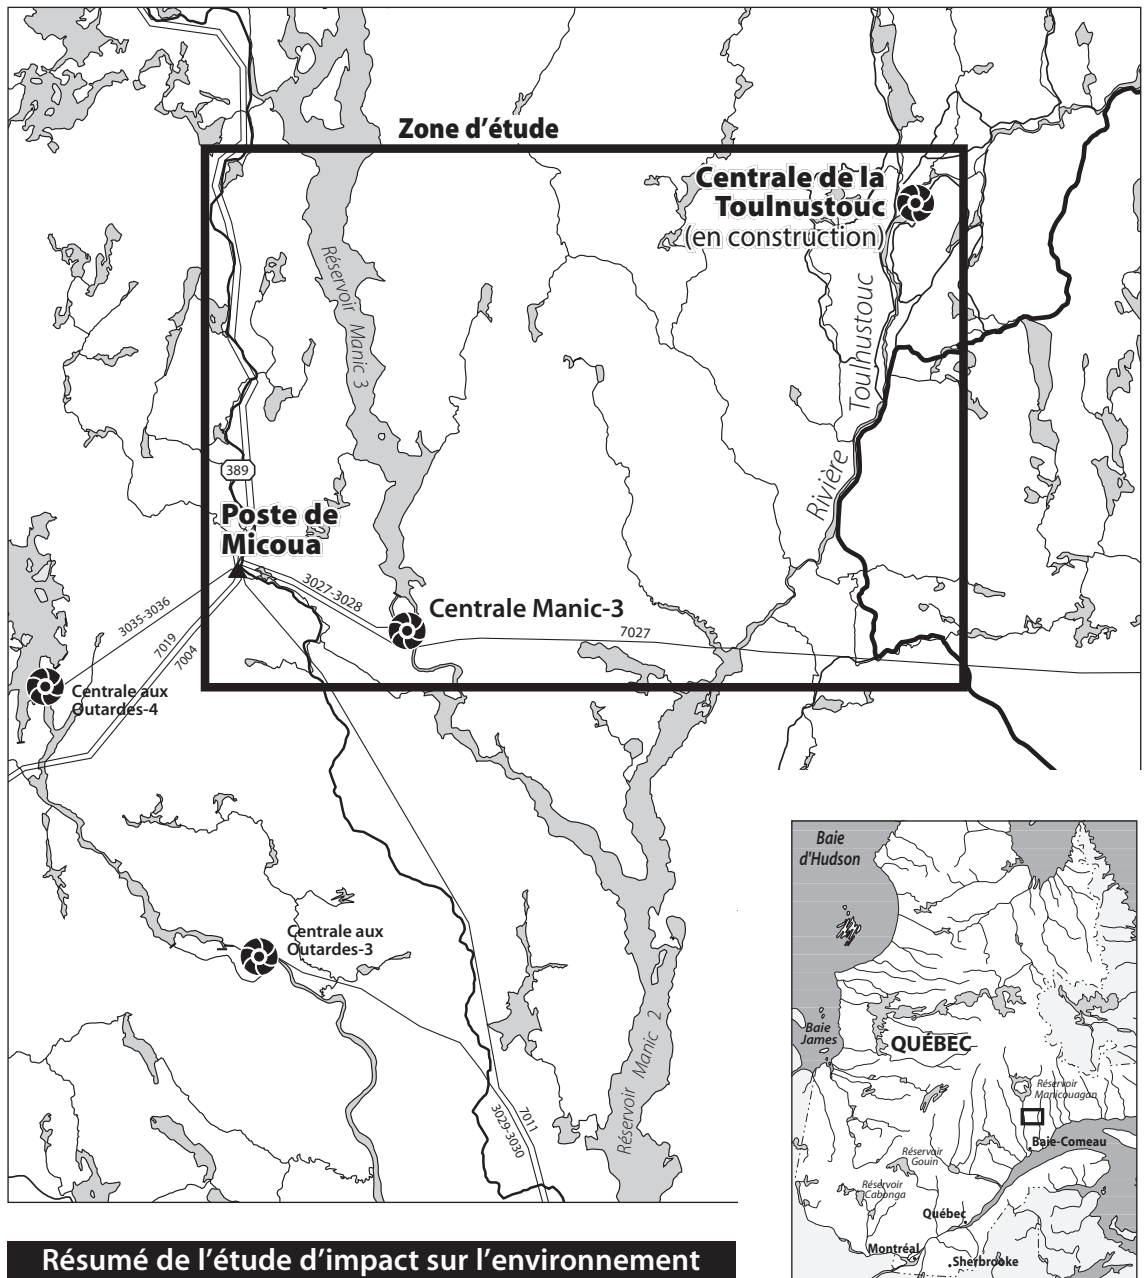 Zone d'étude
Centrale de la
Toulnustouc
(en construction)
Réservoir Manic 3
Rivière Toulnustouc
389
Poste de
Micoua
3027-3028
Centrale Manic-3
7027
3035-3036
7019
7004
Centrale aux
Outardes-4
Centrale aux
Outardes-3
Réservoir Manic 2
7011
3029-3030
Baie
d'Hudson
Baie
James
QUÉBEC
Réservoir
Manicouagan
Baie-Comeau
Réservoir
Gouin
Réservoir
Cabonga
Québec
Montréal
Sherbrooke
Résumé de l'étude d'impact sur l'environnement